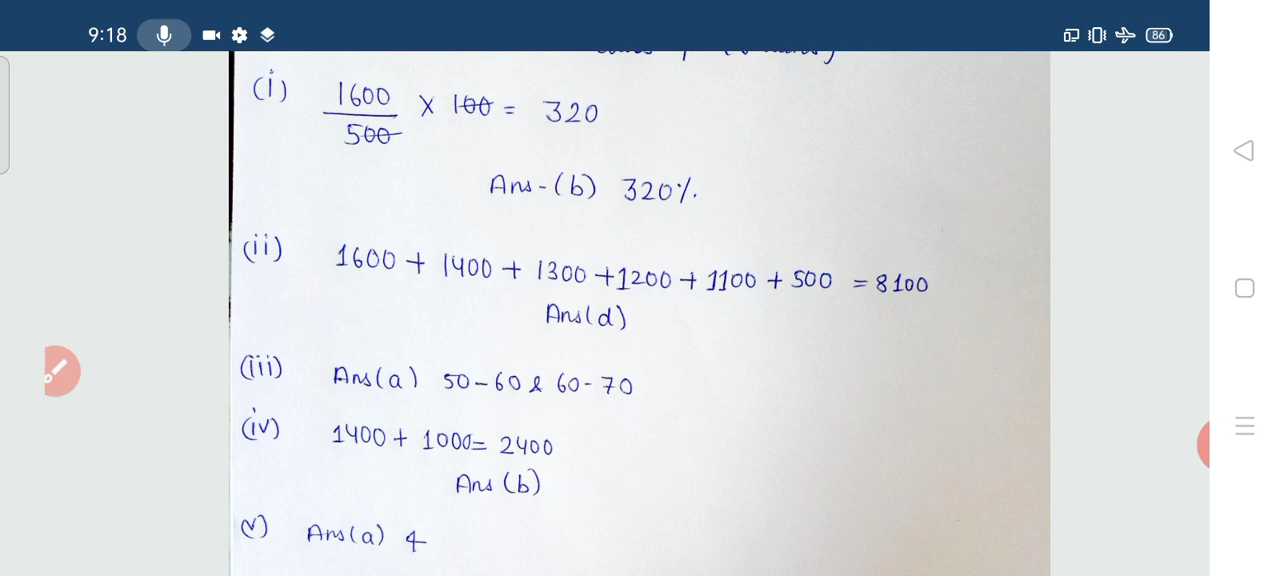 9:18
86
(i) 1600/500 × 100 = 320
Ans - (b) 320%.
(ii) 1600 + 1400 + 1300 + 1200 + 1100 + 500 = 8100
Ans (d)
(iii) Ans (a) 50-60 & 60-70
(iv) 1400 + 1000 = 2400
Ans (b)
(v) Ans (a) 4